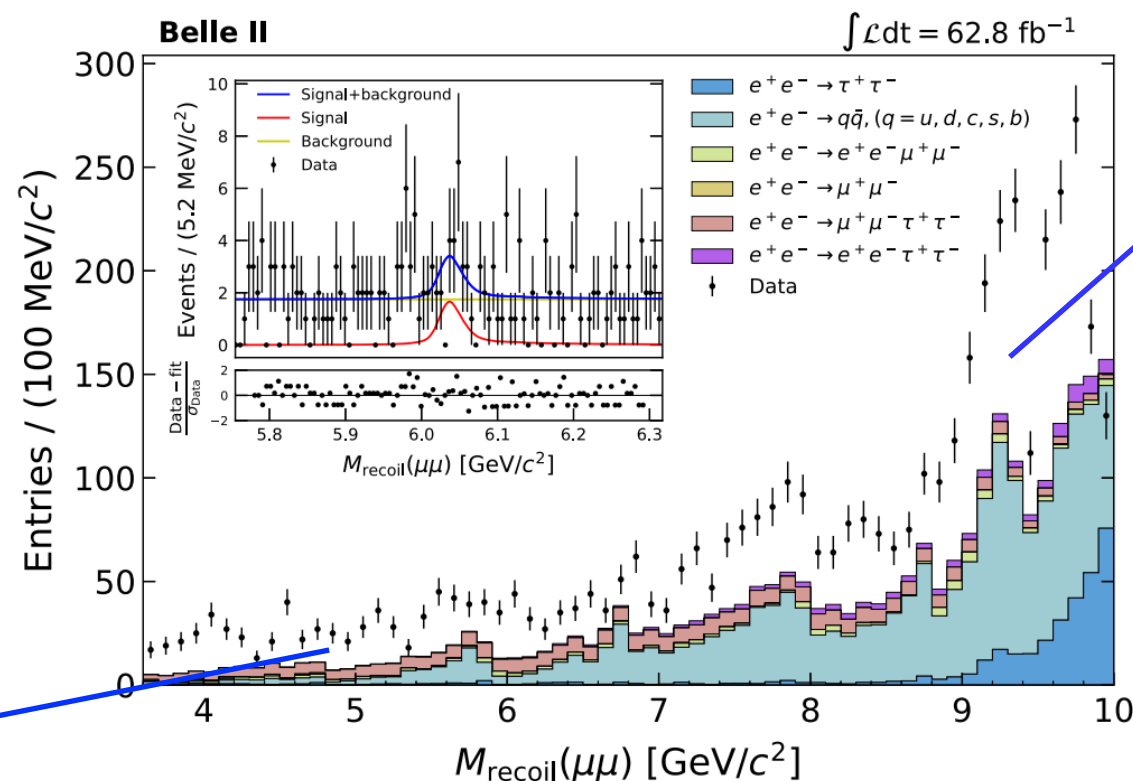 Belle II
∫ℒdt = 62.8 fb⁻¹
Entries / (100 MeV/c²)
300
250
200
150
100
50
0
4 5 6 7 8 9 10
M_recoil(μμ) [GeV/c²]
Events / (5.2 MeV/c²)
10
8
6
4
2
0
Signal+background
Signal
Background
Data
Data − fit
σ_Data
2
0
−2
5.8 5.9 6.0 6.1 6.2 6.3
M_recoil(μμ) [GeV/c²]
e⁺e⁻→τ⁺τ⁻
e⁺e⁻→qq̄, (q = u, d, c, s, b)
e⁺e⁻→e⁺e⁻μ⁺μ⁻
e⁺e⁻→μ⁺μ⁻
e⁺e⁻→μ⁺μ⁻τ⁺τ⁻
e⁺e⁻→e⁺e⁻τ⁺τ⁻
Data